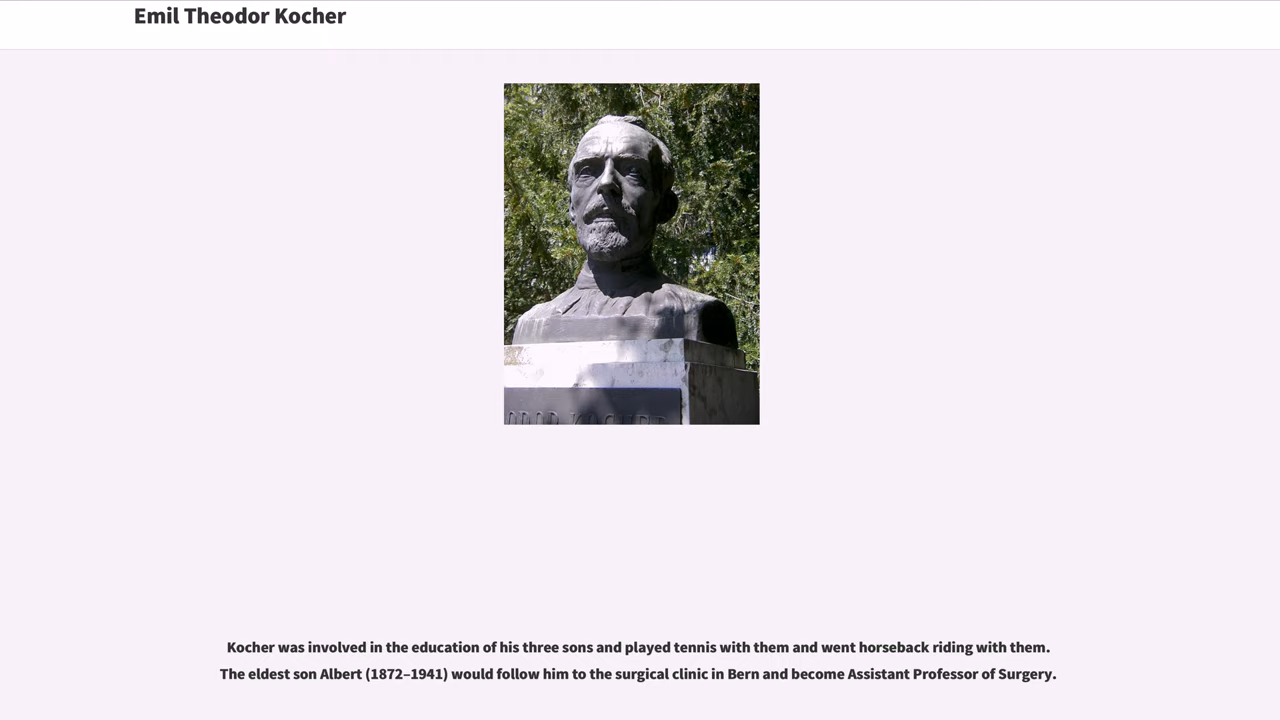 Emil Theodor Kocher
KOCHER
Kocher was involved in the education of his three sons and played tennis with them and went horseback riding with them.
The eldest son Albert (1872–1941) would follow him to the surgical clinic in Bern and become Assistant Professor of Surgery.